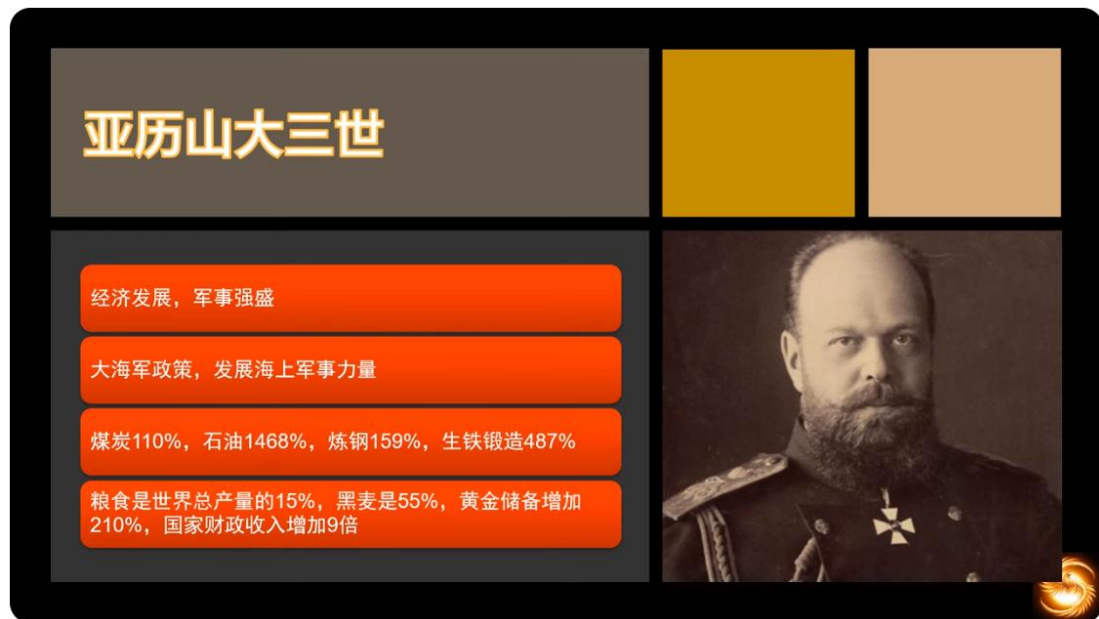 亚历山大三世
经济发展，军事强盛
大海军政策，发展海上军事力量
煤炭110%，石油1468%，炼钢159%，生铁锻造487%
粮食是世界总产量的15%，黑麦是55%，黄金储备增加
210%，国家财政收入增加9倍